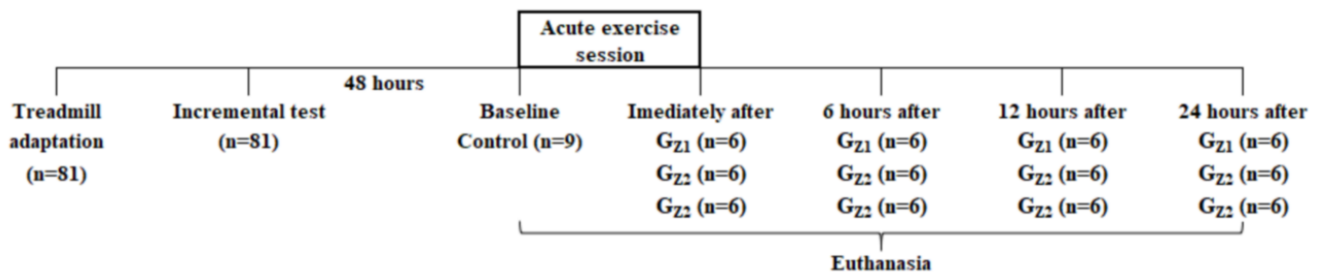 Acute exercise
session
48 hours
Treadmill
adaptation
(n=81)
Incremental test
(n=81)
Baseline
Control (n=9)
Imediately after
GZ1 (n=6)
GZ2 (n=6)
GZ2 (n=6)
6 hours after
GZ1 (n=6)
GZ2 (n=6)
GZ2 (n=6)
12 hours after
GZ1 (n=6)
GZ2 (n=6)
GZ2 (n=6)
24 hours after
GZ1 (n=6)
GZ2 (n=6)
GZ2 (n=6)
Euthanasia